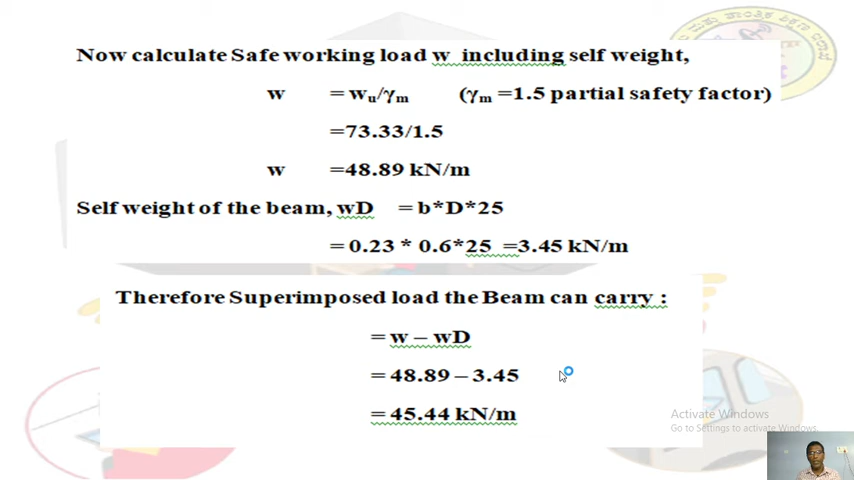 Now calculate Safe working load w including self weight,
w = wu/γm (γm =1.5 partial safety factor)
=73.33/1.5
w =48.89 kN/m
Self weight of the beam, wD = b*D*25
= 0.23 * 0.6*25 =3.45 kN/m
Therefore Superimposed load the Beam can carry :
= w – wD
= 48.89 – 3.45
= 45.44 kN/m
Activate Windows
Go to Settings to activate Windows.